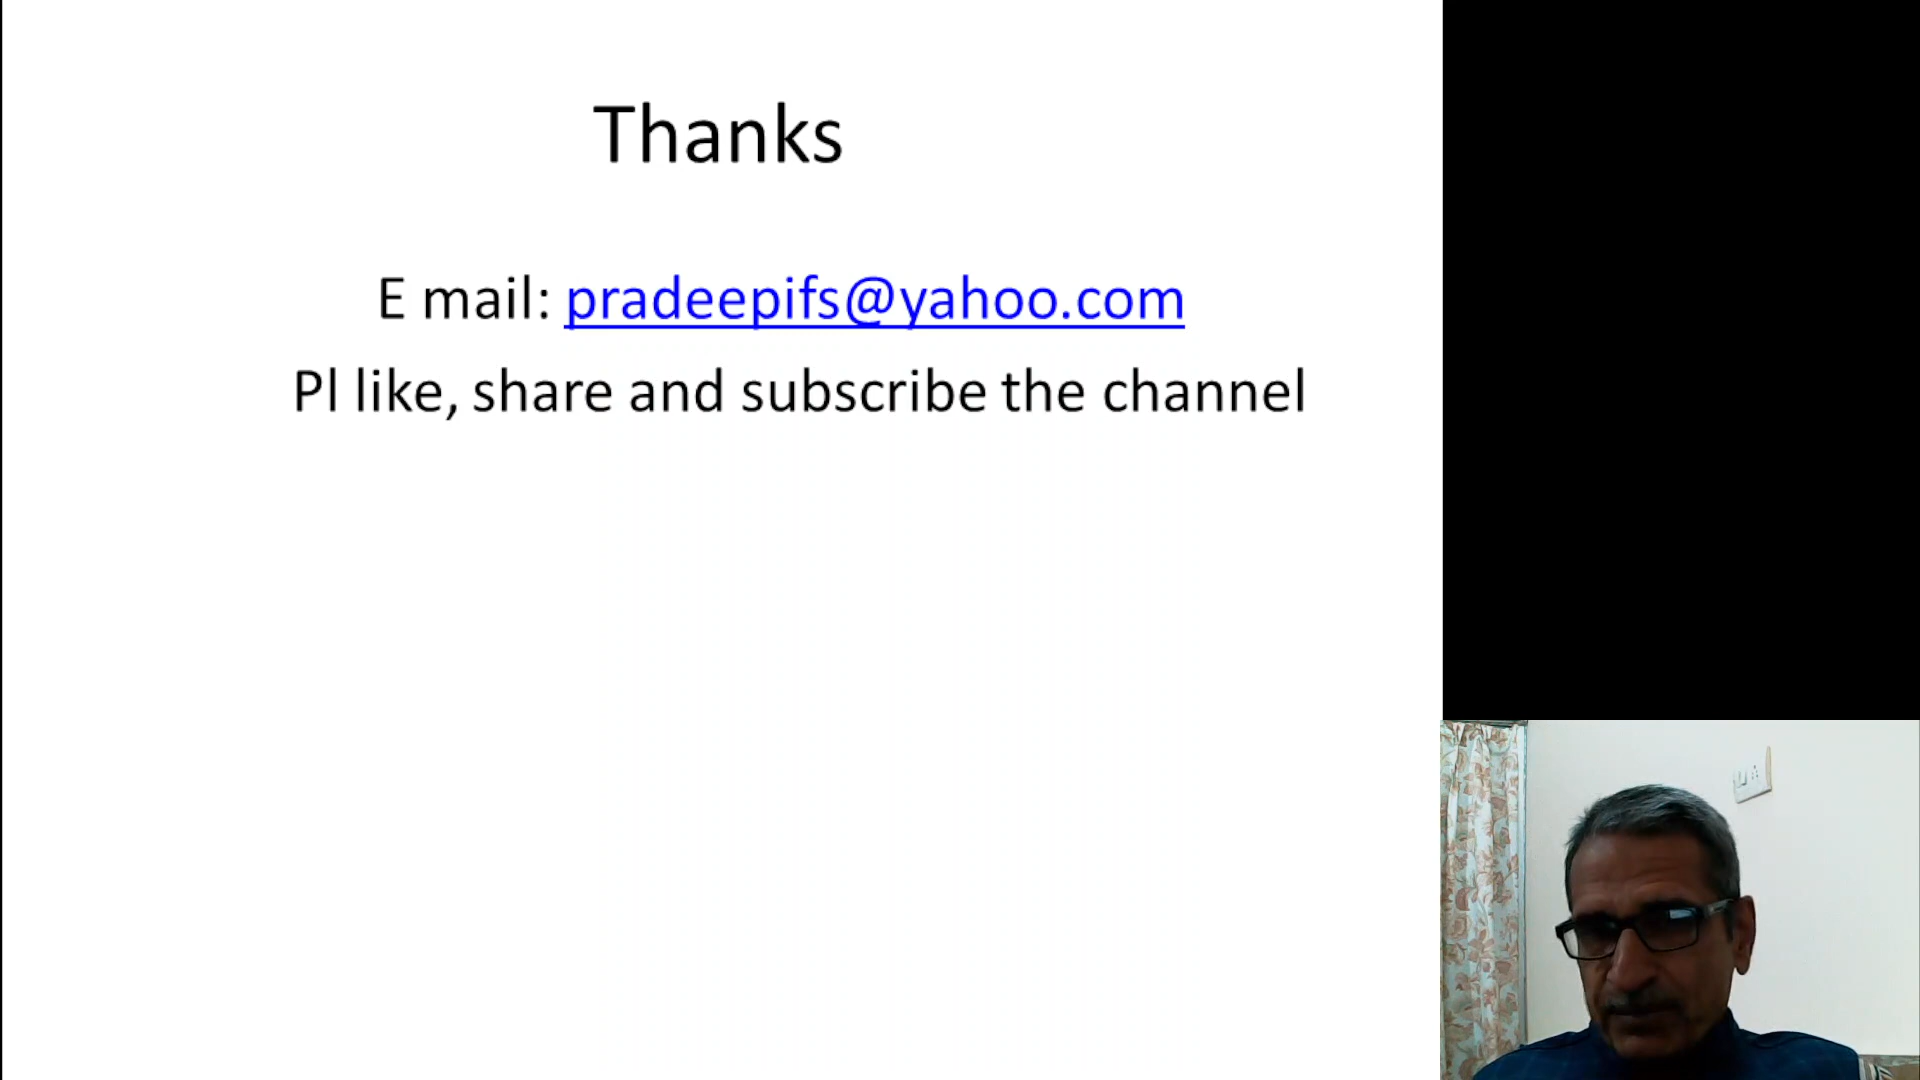 Thanks
E mail: pradeepifs@yahoo.com
Pl like, share and subscribe the channel